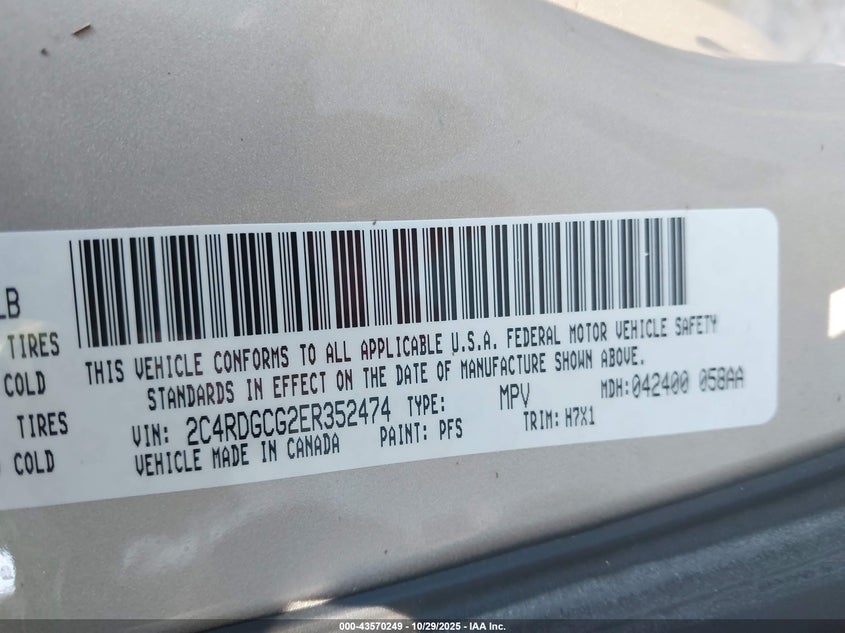 LB
TIRES
COLD
TIRES
COLD
THIS VEHICLE CONFORMS TO ALL APPLICABLE U.S.A. FEDERAL MOTOR VEHICLE SAFETY
STANDARDS IN EFFECT ON THE DATE OF MANUFACTURE SHOWN ABOVE.
VIN: 2C4RDGCG2ER352474 TYPE: MPV MDH:042400 058AA
VEHICLE MADE IN CANADA PAINT: PFS TRIM: H7X1
000-43570249 | 10/29/2025 | IAA Inc.